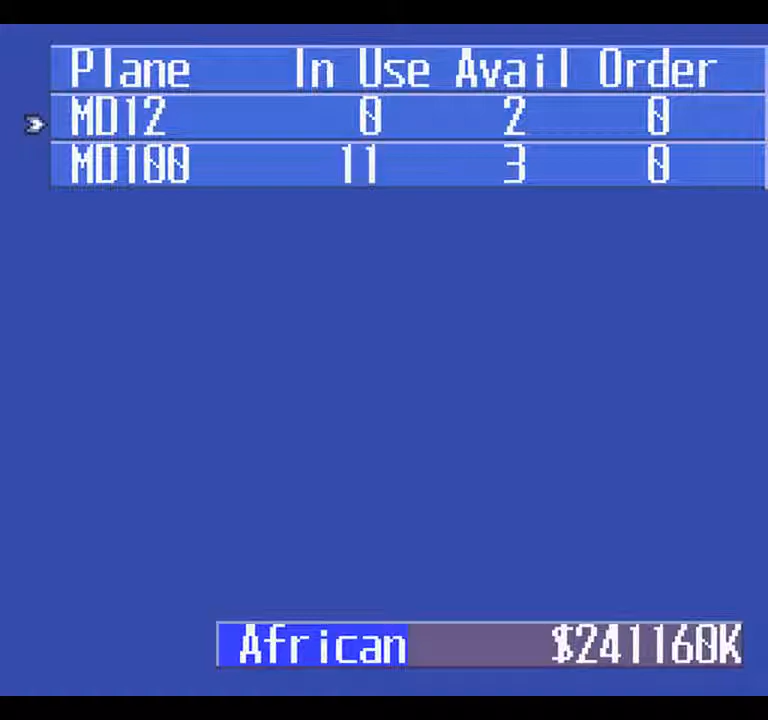 Plane In Use Avail Order
MD12 0 2 0
MD100 11 3 0
African $241160K